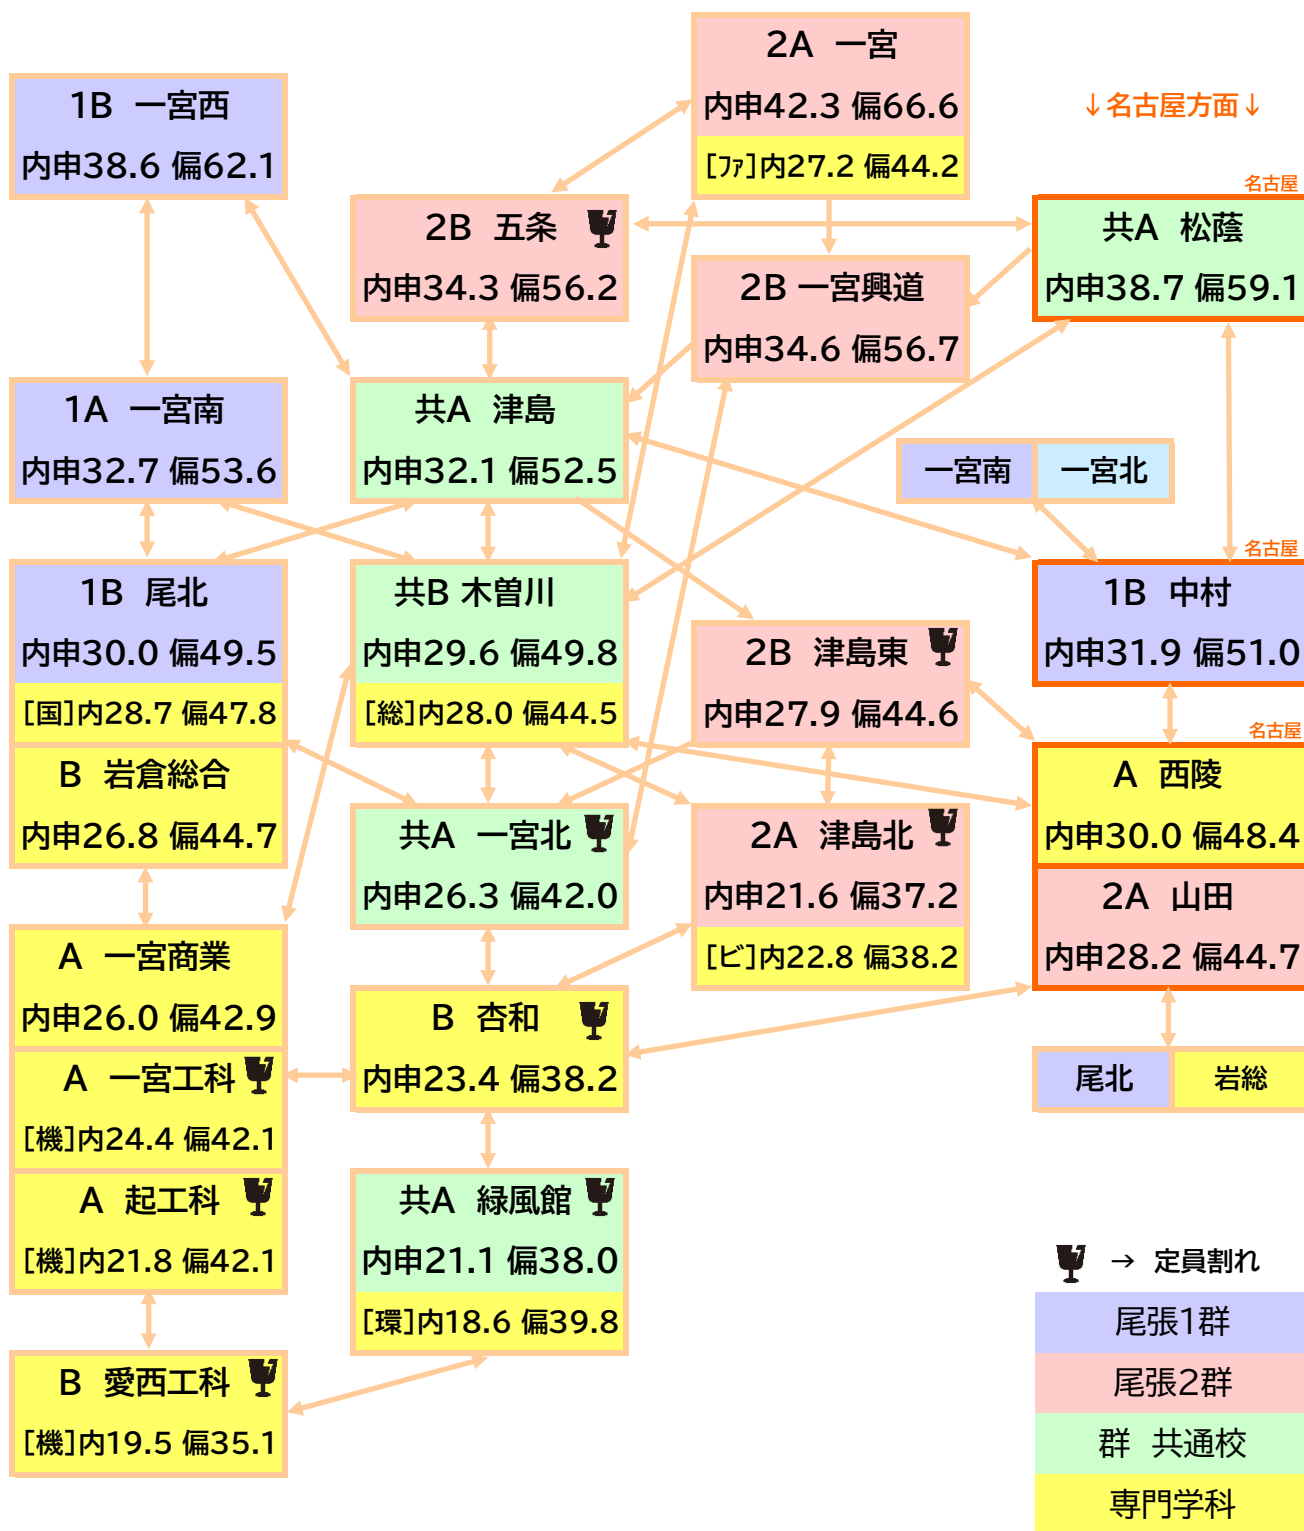 2A 一宮
内申42.3 偏66.6
[ﾌｧ]内27.2 偏44.2
1B 一宮西
内申38.6 偏62.1
↓名古屋方面↓
2B 五条
内申34.3 偏56.2
名古屋
共A 松蔭
内申38.7 偏59.1
2B 一宮興道
内申34.6 偏56.7
1A 一宮南
内申32.7 偏53.6
共A 津島
内申32.1 偏52.5
一宮南 一宮北
1B 尾北
内申30.0 偏49.5
[国]内28.7 偏47.8
共B 木曽川
内申29.6 偏49.8
[総]内28.0 偏44.5
名古屋
1B 中村
内申31.9 偏51.0
2B 津島東
内申27.9 偏44.6
B 岩倉総合
内申26.8 偏44.7
名古屋
A 西陵
内申30.0 偏48.4
共A 一宮北
内申26.3 偏42.0
2A 津島北
内申21.6 偏37.2
[ビ]内22.8 偏38.2
2A 山田
内申28.2 偏44.7
A 一宮商業
内申26.0 偏42.9
B 杏和
内申23.4 偏38.2
A 一宮工科
[機]内24.4 偏42.1
尾北 岩総
A 起工科
[機]内21.8 偏42.1
共A 緑風館
内申21.1 偏38.0
[環]内18.6 偏39.8
B 愛西工科
[機]内19.5 偏35.1
→ 定員割れ
尾張1群
尾張2群
群 共通校
専門学科